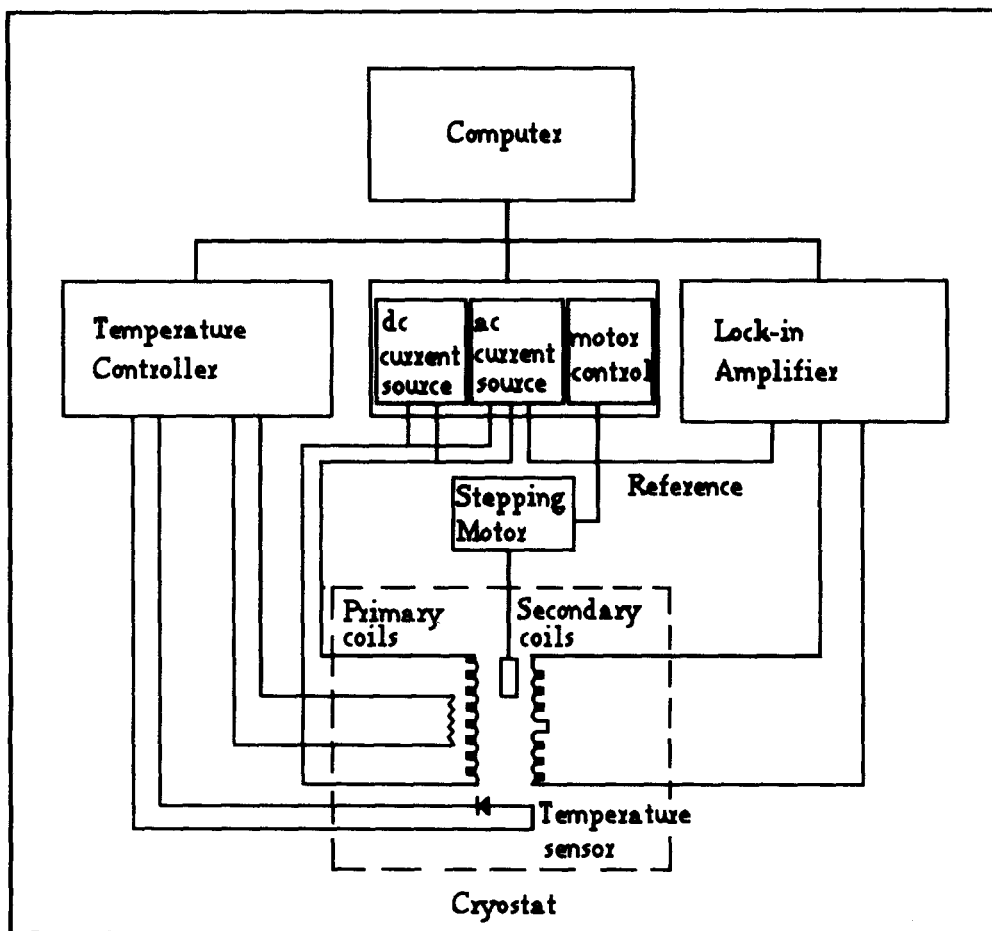 Computer
Temperature
Controller
dc
current
source
ac
current
source
motor
control
Lock-in
Amplifier
Reference
Stepping
Motor
Primary
coils
Secondary
coils
Temperature
sensor
Cryostat